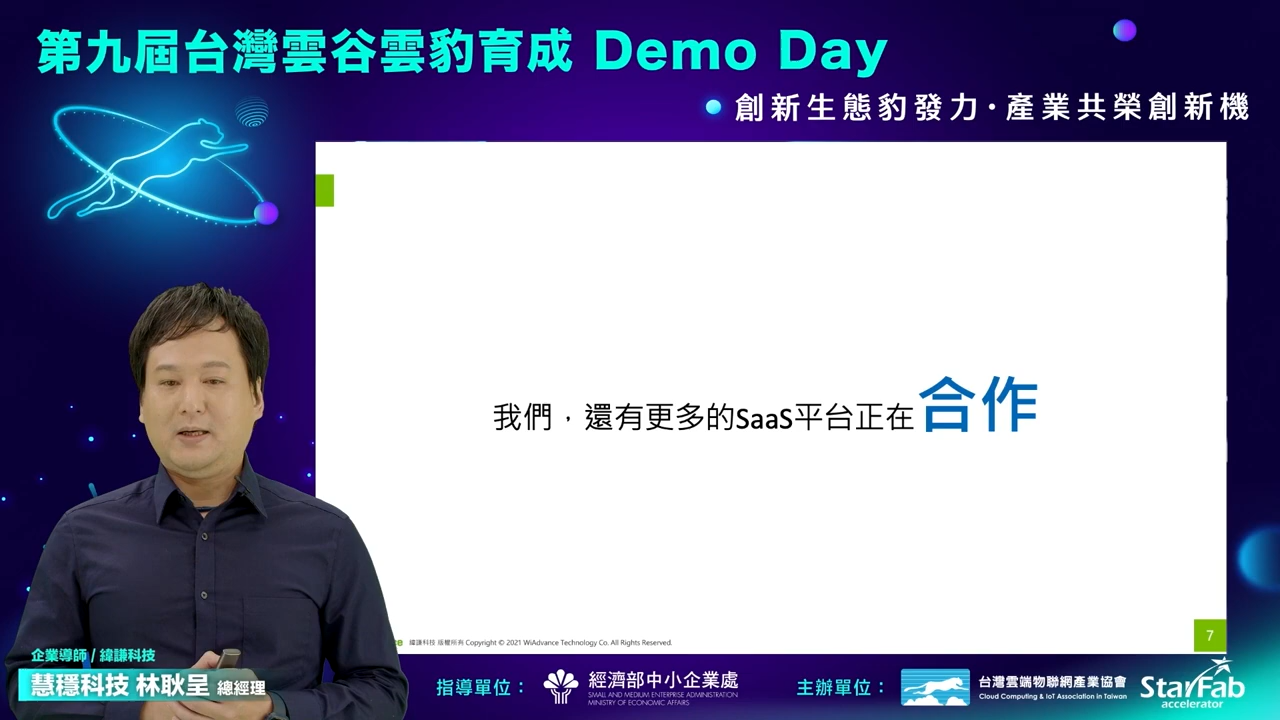 第九屆台灣雲谷雲豹育成 Demo Day
創新生態豹發力·產業共榮創新機
我們，還有更多的SaaS平台正在合作
緯謙科技 版權所有 Copyright © 2021 WiAdvance Technology Co. All Rights Reserved.
7
企業導師 / 緯謙科技
慧穩科技 林耿呈 總經理
指導單位：
經濟部中小企業處
SMALL AND MEDIUM ENTERPRISE ADMINISTRATION
MINISTRY OF ECONOMIC AFFAIRS
主辦單位：
台灣雲端物聯網產業協會
Cloud Computing & IoT Association in Taiwan
StarFab
accelerator